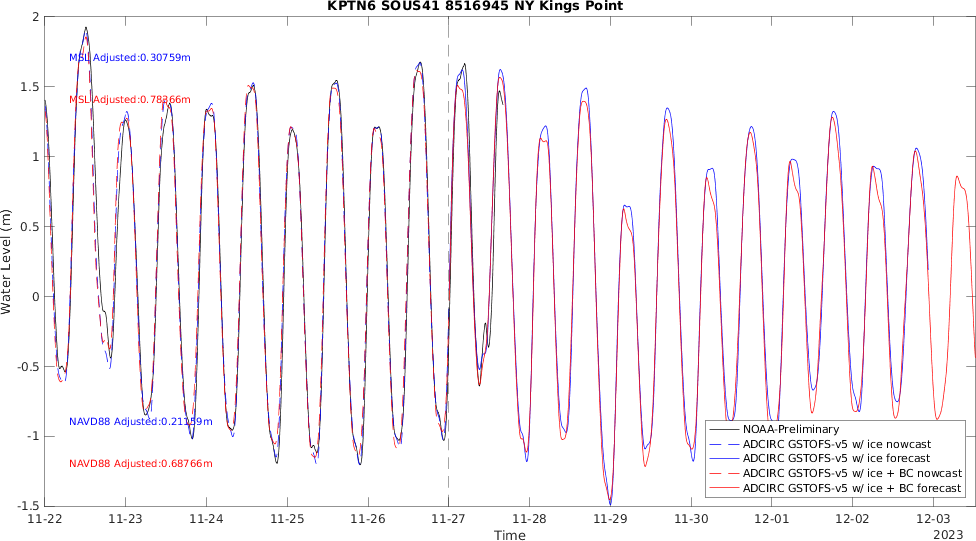 KPTN6 SOUS41 8516945 NY Kings Point
2
1.5
1
0.5
0
-0.5
-1
-1.5
Water Level (m)
MSL Adjusted:0.30759m
MSL Adjusted:0.78366m
NAVD88 Adjusted:0.21159m
NAVD88 Adjusted:0.68766m
NOAA-Preliminary
ADCIRC GSTOFS-v5 w/ ice nowcast
ADCIRC GSTOFS-v5 w/ ice forecast
ADCIRC GSTOFS-v5 w/ ice + BC nowcast
ADCIRC GSTOFS-v5 w/ ice + BC forecast
11-22 11-23 11-24 11-25 11-26 11-27 11-28 11-29 11-30 12-01 12-02 12-03
Time
2023